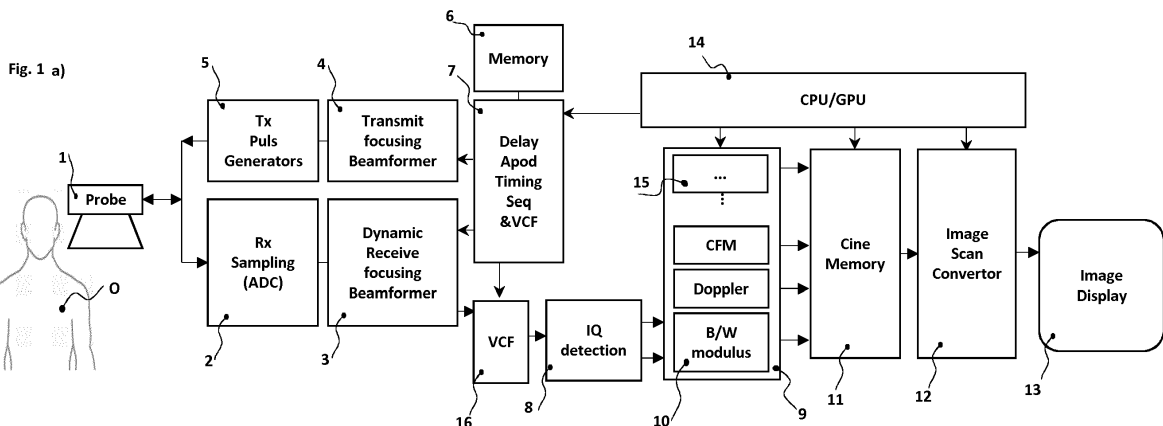 Fig. 1 a)
1
Probe
O
5
Tx
Puls
Generators
4
Transmit
focusing
Beamformer
6
Memory
7
Delay
Apod
Timing
Seq
&VCF
14
CPU/GPU
Rx
Sampling
(ADC)
2
Dynamic
Receive
focusing
Beamformer
3
VCF
16
IQ
detection
8
15
...
⋮
CFM
Doppler
B/W
modulus
10
9
Cine
Memory
11
Image
Scan
Convertor
12
Image
Display
13